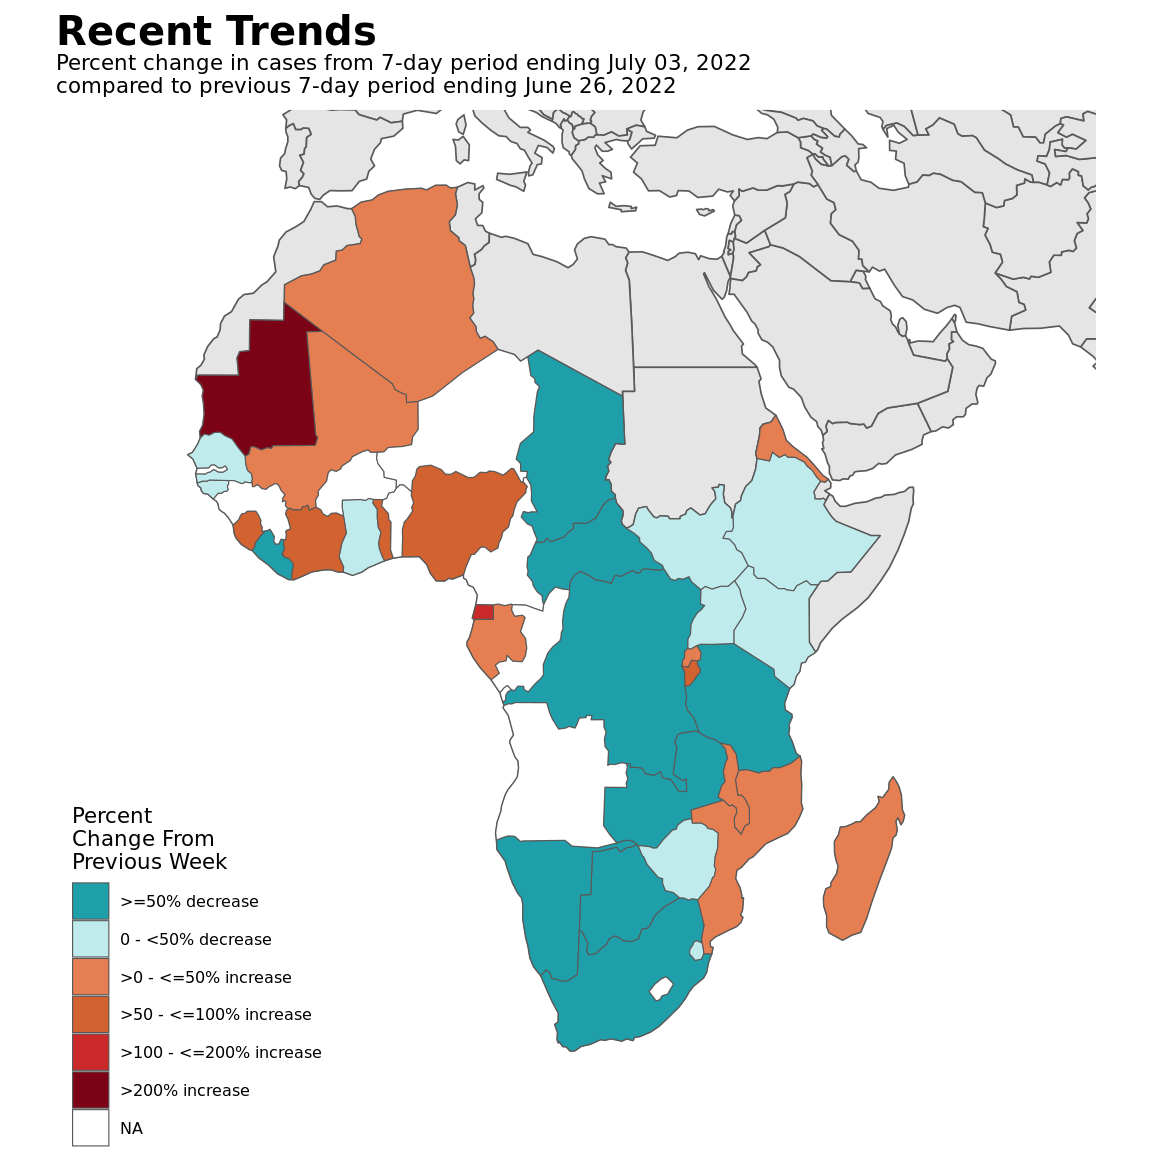 Recent Trends
Percent change in cases from 7-day period ending July 03, 2022
compared to previous 7-day period ending June 26, 2022
Percent
Change From
Previous Week
>=50% decrease
0 - <50% decrease
>0 - <=50% increase
>50 - <=100% increase
>100 - <=200% increase
>200% increase
NA